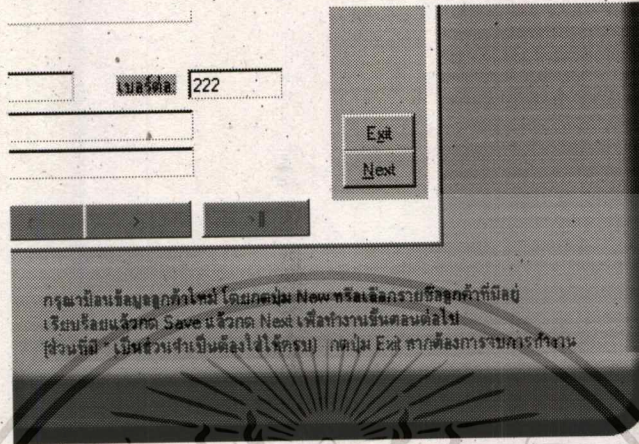 เบอร์ต่อ: 222
Exit
Next
> >‖
กรุณาป้อนข้อมูลลูกค้าใหม่ โดยกดปุ่ม New หรือเลือกรายชื่อลูกค้าที่มีอยู่
เรียบร้อยแล้วกด Save แล้วกด Next เพื่อทำงานขั้นตอนต่อไป
(ส่วนที่มี * เป็นส่วนจำเป็นต้องใส่ให้ครบ) กดปุ่ม Exit หากต้องการจบการทำงาน